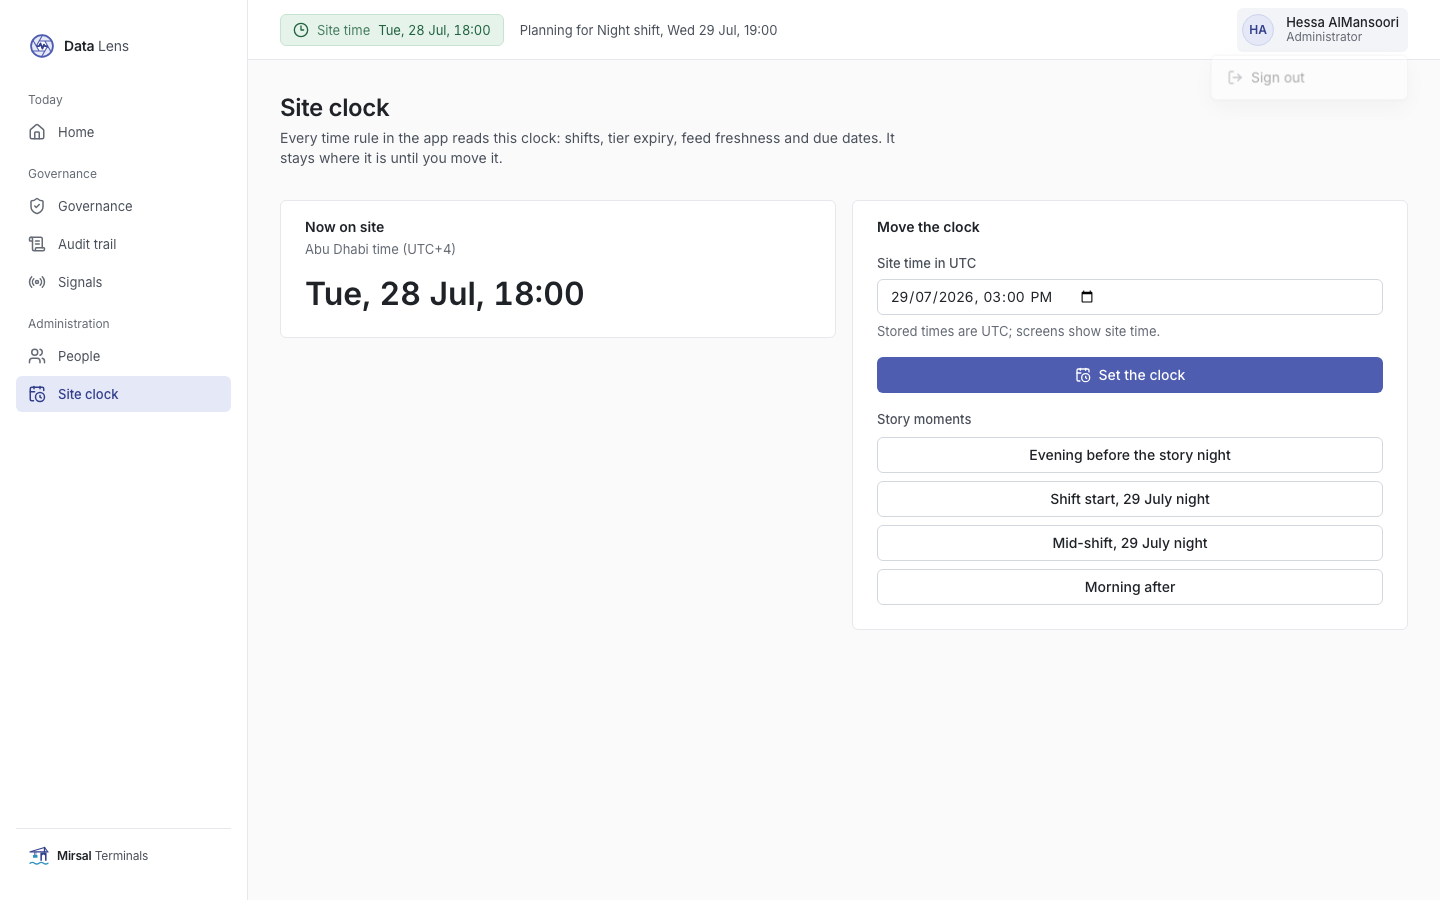 Data Lens
Today
Home
Governance
Governance
Audit trail
Signals
Administration
People
Site clock
Mirsal Terminals
Site time Tue, 28 Jul, 18:00
Planning for Night shift, Wed 29 Jul, 19:00
HA
Hessa AlMansoori
Administrator
Sign out
Site clock
Every time rule in the app reads this clock: shifts, tier expiry, feed freshness and due dates. It
stays where it is until you move it.
Now on site
Abu Dhabi time (UTC+4)
Tue, 28 Jul, 18:00
Move the clock
Site time in UTC
29/07/2026, 03:00 PM
Stored times are UTC; screens show site time.
Set the clock
Story moments
Evening before the story night
Shift start, 29 July night
Mid-shift, 29 July night
Morning after